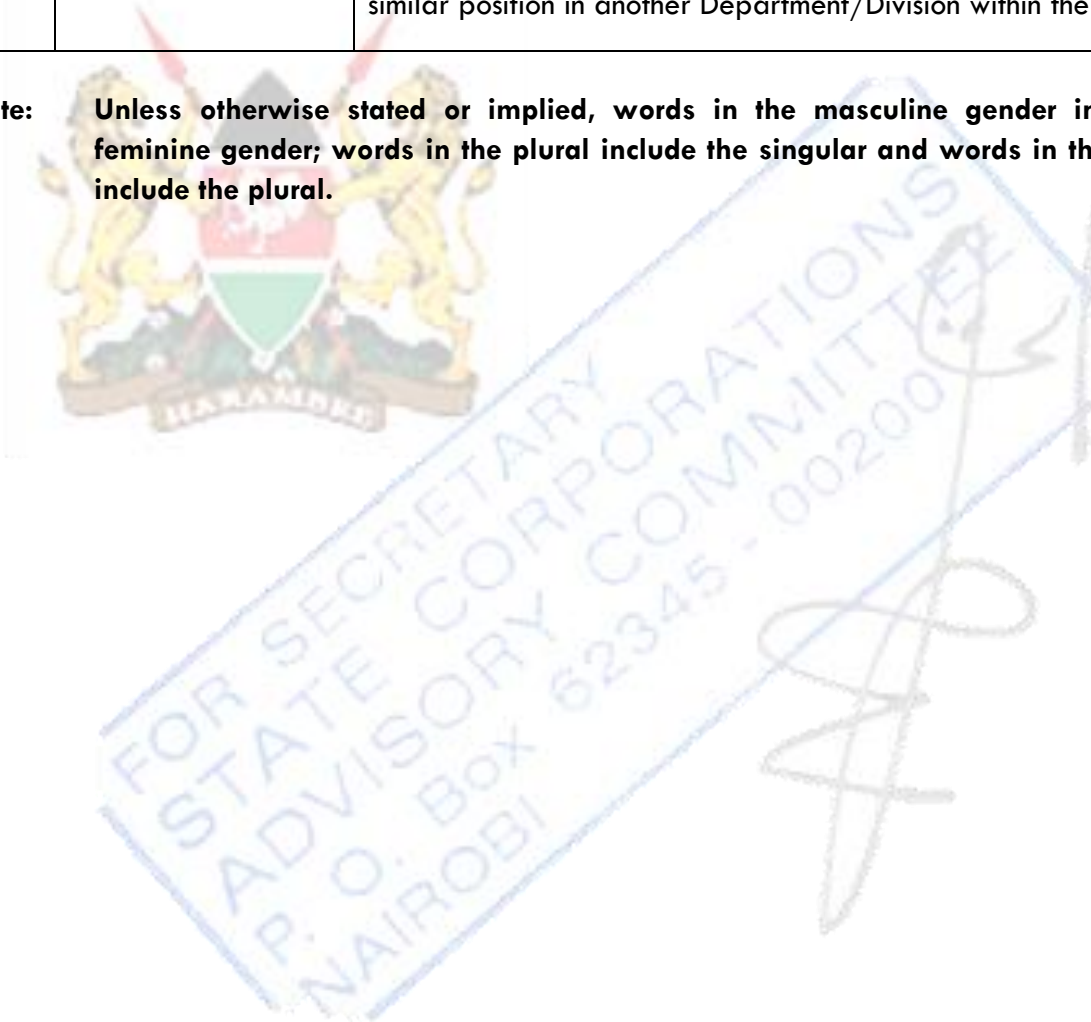 similar position in another Department/Division within the
te: Unless otherwise stated or implied, words in the masculine gender in
feminine gender; words in the plural include the singular and words in th
include the plural.
HARAMBEE
FOR SECRETARY
STATE CORPORATIONS
ADVISORY COMMITTEE
P. O. Box 62345 - 00200
NAIROBI